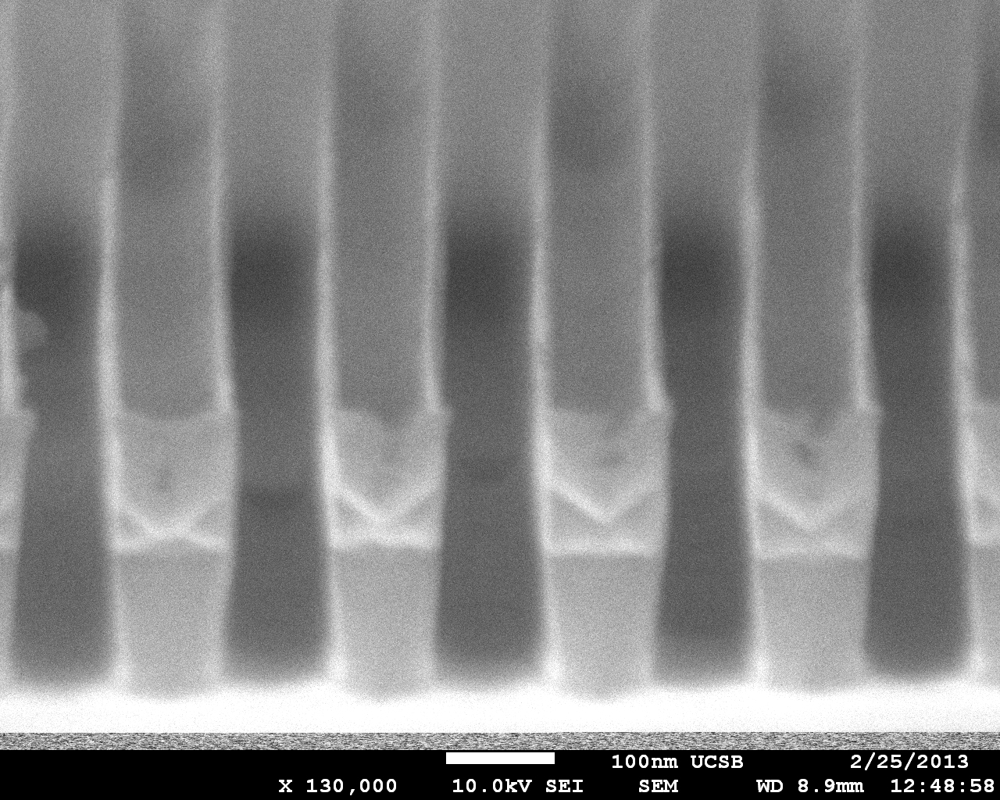 100nm UCSB 2/25/2013
X 130,000 10.0kV SEI SEM WD 8.9mm 12:48:58